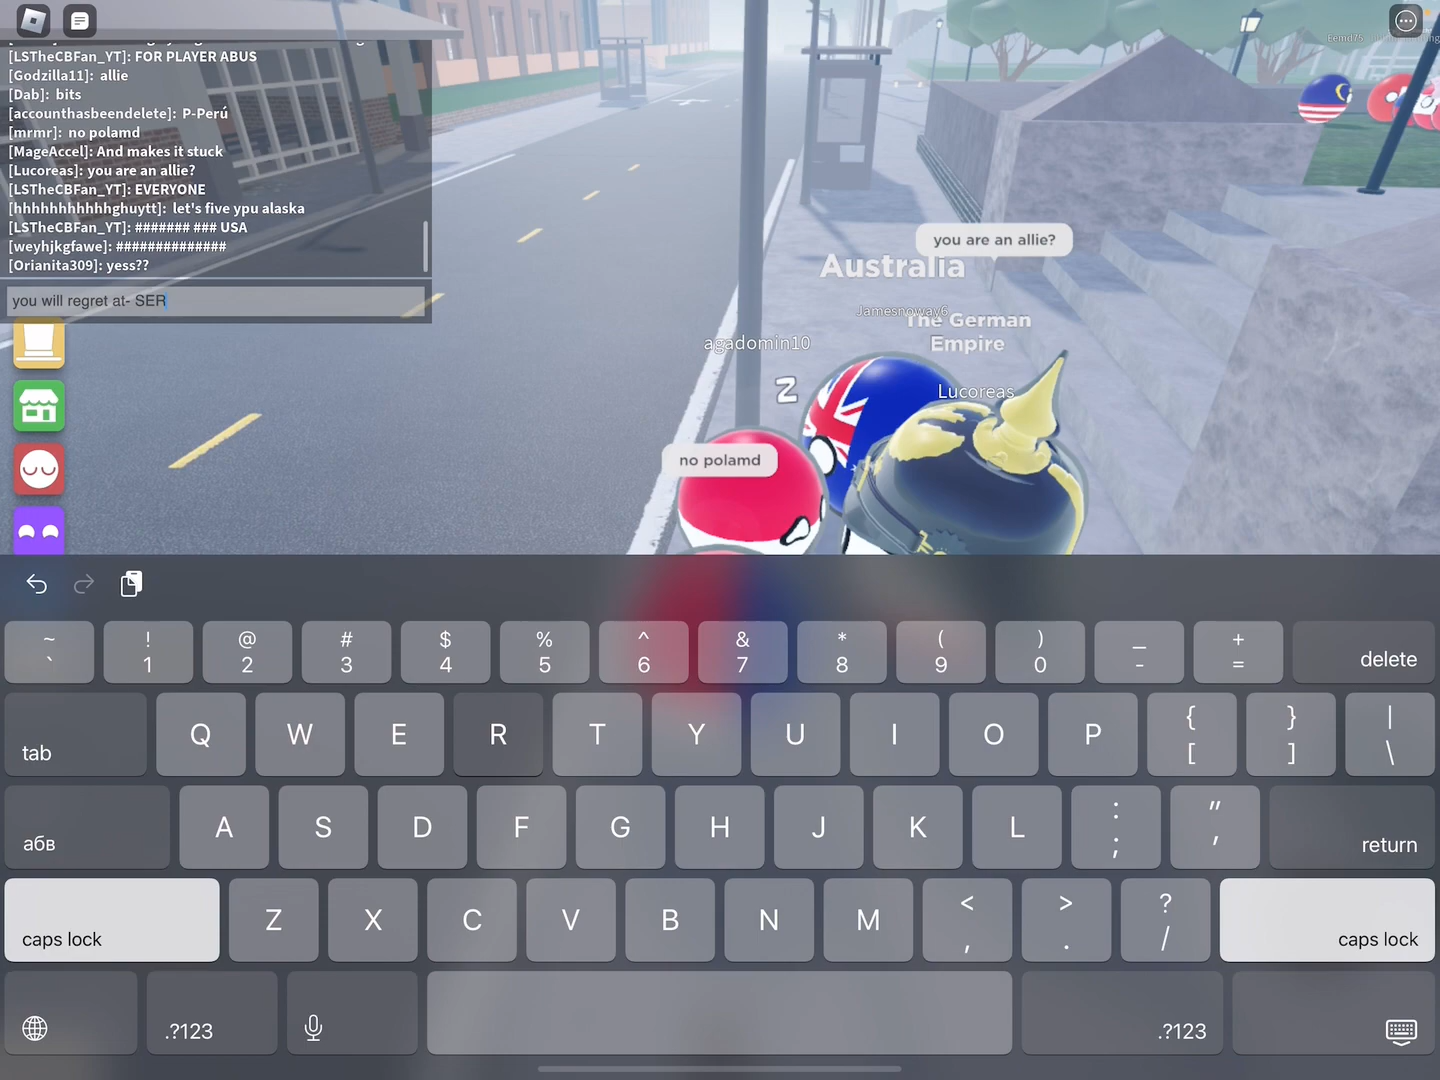 [LSTheCBFan_YT]: FOR PLAYER ABUS
[Godzilla11]: allie
[Dab]: bits
[accounthasbeendelete]: P-Perú
[mrmr]: no polamd
[MageAccel]: And makes it stuck
[Lucoreas]: you are an allie?
[LSTheCBFan_YT]: EVERYONE
[hhhhhhhhhhhghuytt]: let's five ypu alaska
[LSTheCBFan_YT]: ####### ### USA
[weyhjkgfawe]: ##############
[Orianita309]: yess??
you will regret at- SER
Eemd75
you are an allie?
Australia
Jamesnoway6
The German
Empire
agadomin10
Z
Lucoreas
no polamd
~ ! @ # $ % ^ & * ( ) _ +
` 1 2 3 4 5 6 7 8 9 0 - = delete
tab Q W E R T Y U I O P { [ } ] | \
абв A S D F G H J K L : ; " ' return
caps lock Z X C V B N M < , > . ? / caps lock
.?123 .?123